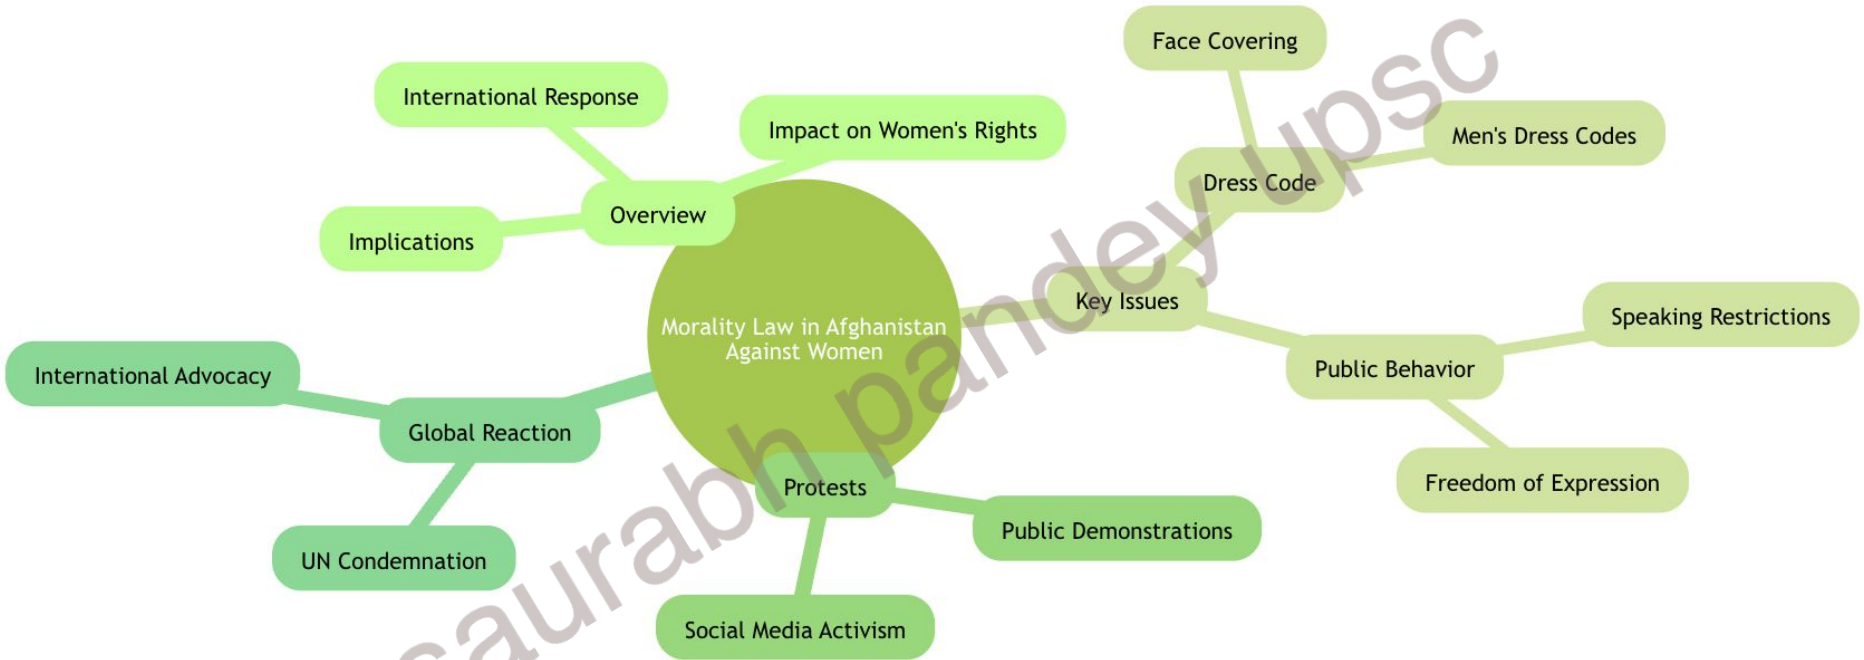 Face Covering
International Response
Impact on Women's Rights
Men's Dress Codes
Dress Code
Overview
Implications
Key Issues
Speaking Restrictions
Morality Law in Afghanistan
Against Women
Public Behavior
International Advocacy
Global Reaction
Protests
Freedom of Expression
Public Demonstrations
UN Condemnation
Social Media Activism
saurabh pandey upsc